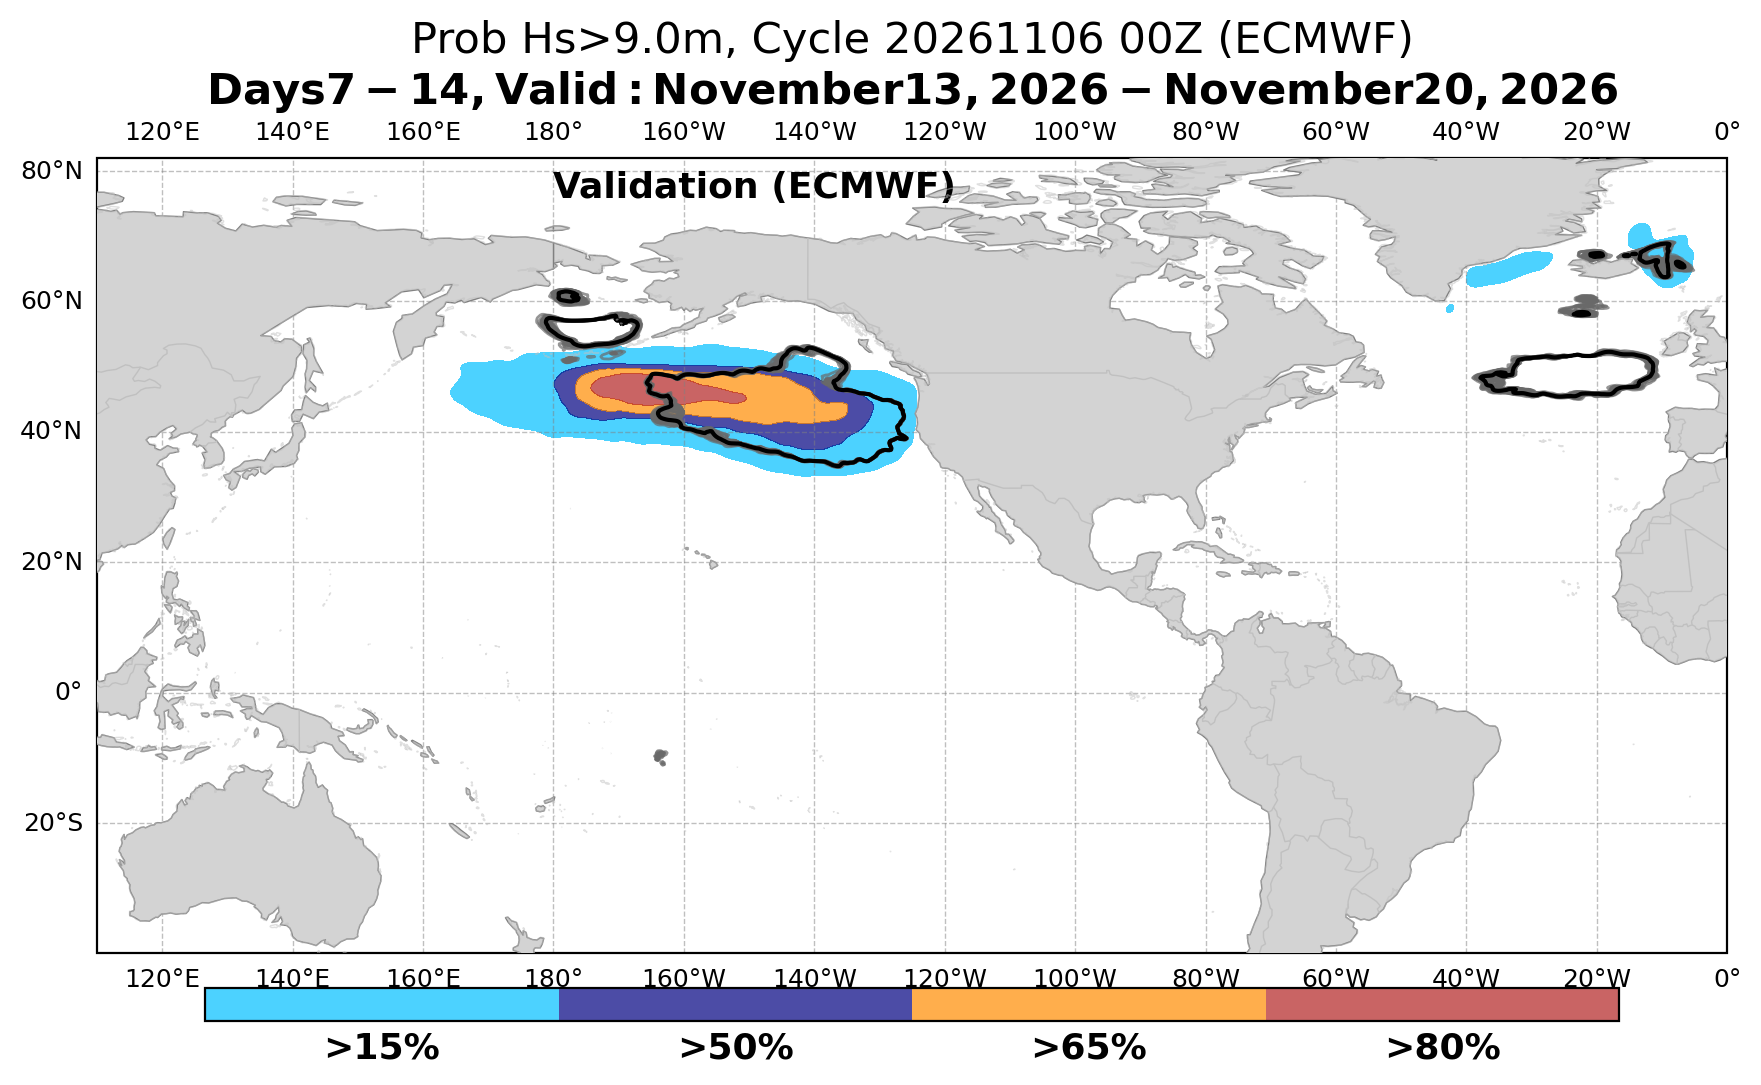 Prob Hs>9.0m, Cycle 20261106 00Z (ECMWF)
Days7 − 14, Valid : November13, 2026 − November20, 2026
120°E 140°E 160°E 180° 160°W 140°W 120°W 100°W 80°W 60°W 40°W 20°W 0°
80°N
Validation (ECMWF)
60°N
40°N
20°N
0°
20°S
120°E 140°E 160°E 180° 160°W 140°W 120°W 100°W 80°W 60°W 40°W 20°W 0°
>15% >50% >65% >80%